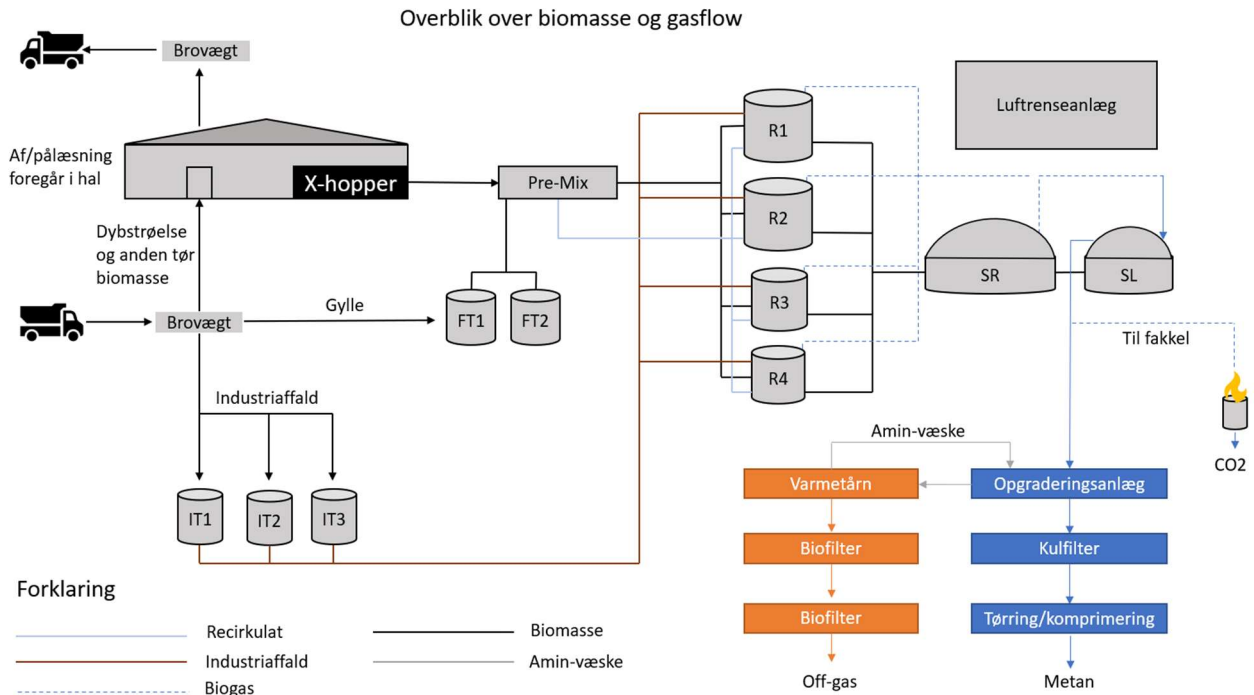 Overblik over biomasse og gasflow
Brovægt
Luftrenseanlæg
Af/pålæsning
foregår i hal
X-hopper
Pre-Mix
R1
R2
Dybstrøelse
og anden tør
biomasse
SR
SL
Gylle
Brovægt
FT1
FT2
R3
Til fakkel
R4
Industriaffald
CO2
Amin-væske
Varmetårn
Opgraderingsanlæg
IT1
IT2
IT3
Biofilter
Kulfilter
Forklaring
Biofilter
Tørring/komprimering
Recirkulat
Biomasse
Industriaffald
Amin-væske
Biogas
Off-gas
Metan